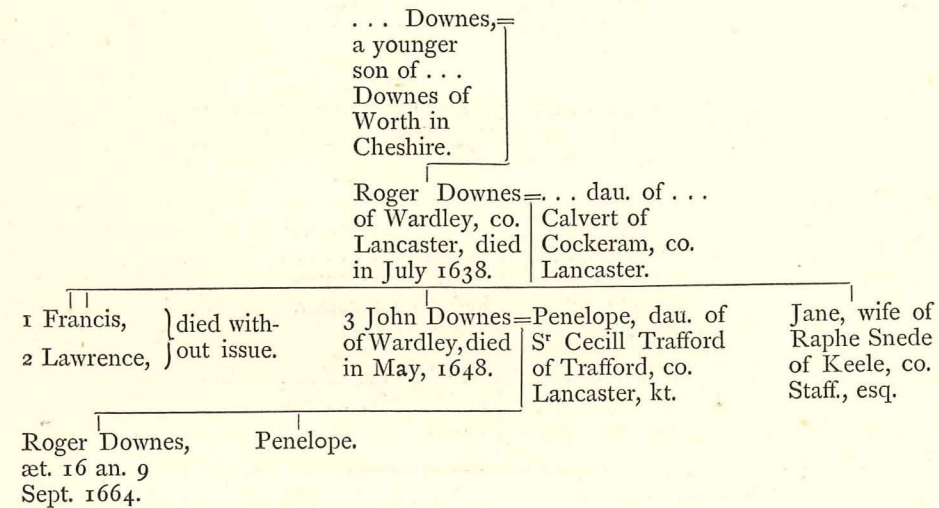 . . . Downes,=
a younger
son of . . .
Downes of
Worth in
Cheshire.
Roger Downes=. . . dau. of . . .
of Wardley, co. Calvert of
Lancaster, died Cockeram, co.
in July 1638. Lancaster.
1 Francis, } died with-
2 Lawrence, } out issue.
3 John Downes=Penelope, dau. of
of Wardley, died Sʳ Cecill Trafford
in May, 1648. of Trafford, co.
Lancaster, kt.
Jane, wife of
Raphe Snede
of Keele, co.
Staff., esq.
Roger Downes,
æt. 16 an. 9
Sept. 1664.
Penelope.